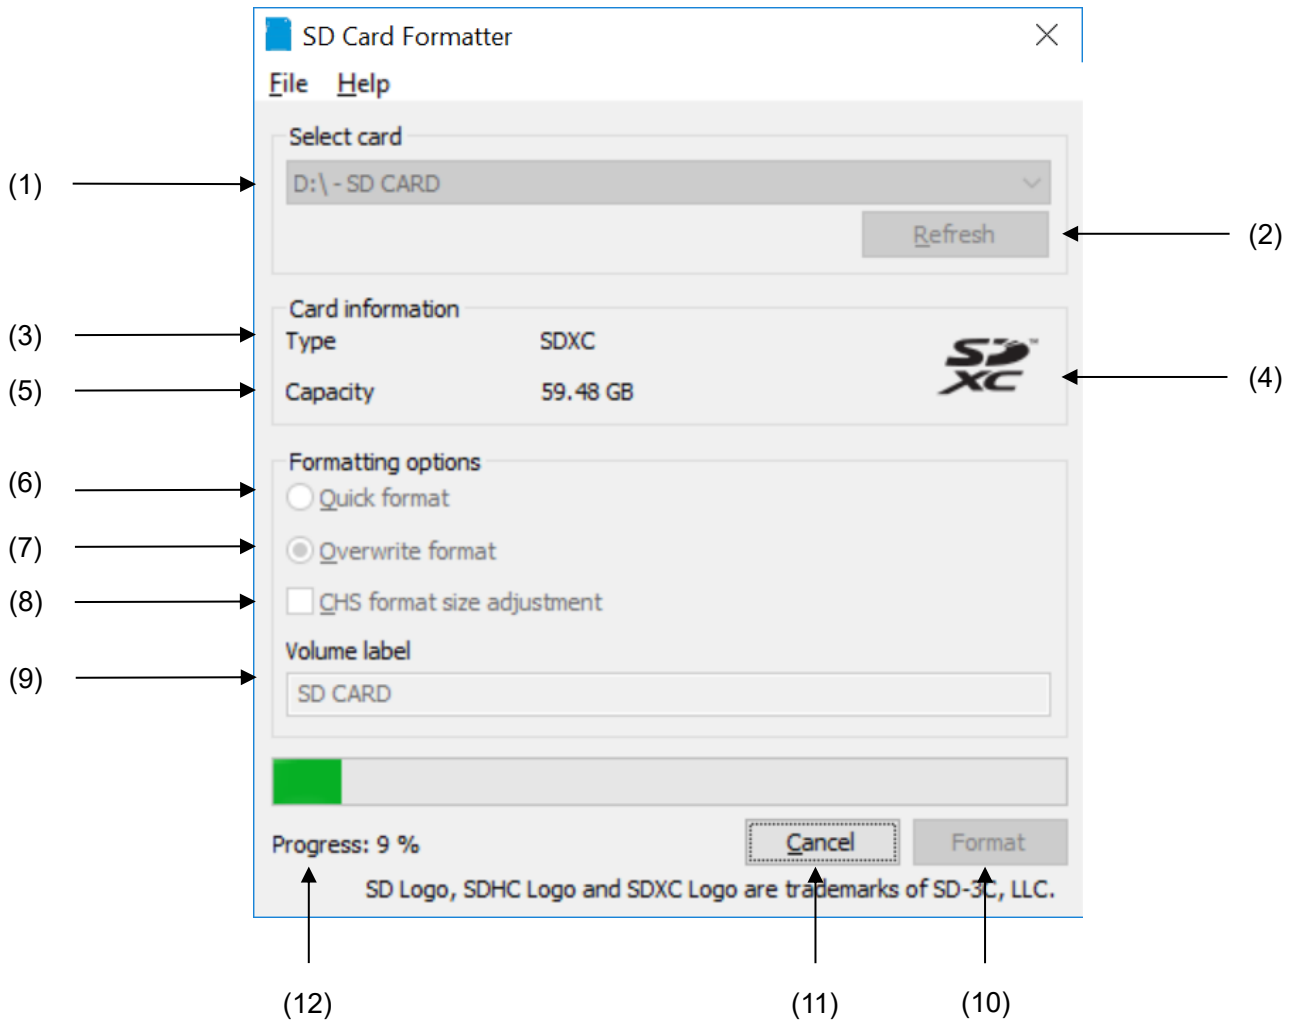 SD Card Formatter
File Help
Select card
(1) D:\ - SD CARD
Refresh (2)
Card information
(3) Type SDXC
SD XC ™ (4)
(5) Capacity 59.48 GB
Formatting options
(6) Quick format
(7) Overwrite format
(8) CHS format size adjustment
Volume label
(9) SD CARD
Progress: 9 % Cancel Format
SD Logo, SDHC Logo and SDXC Logo are trademarks of SD-3C, LLC.
(12) (11) (10)